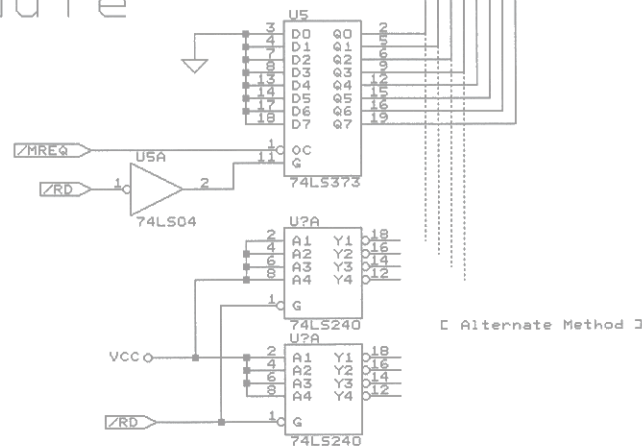 U5
3 D0 Q0 2
4 D1 Q1 5
7 D2 Q2 6
8 D3 Q3 9
13 D4 Q4 12
14 D5 Q5 15
17 D6 Q6 16
18 D7 Q7 19
/MREQ 1 OC
U5A 11 G
/RD 1 2 74LS373
74LS04
U?A
2 A1 Y1 18
4 A2 Y2 16
6 A3 Y3 14
8 A4 Y4 12
1 G
74LS240
[ Alternate Method ]
U?A
VCC 2 A1 Y1 18
4 A2 Y2 16
6 A3 Y3 14
8 A4 Y4 12
/RD 1 G
74LS240